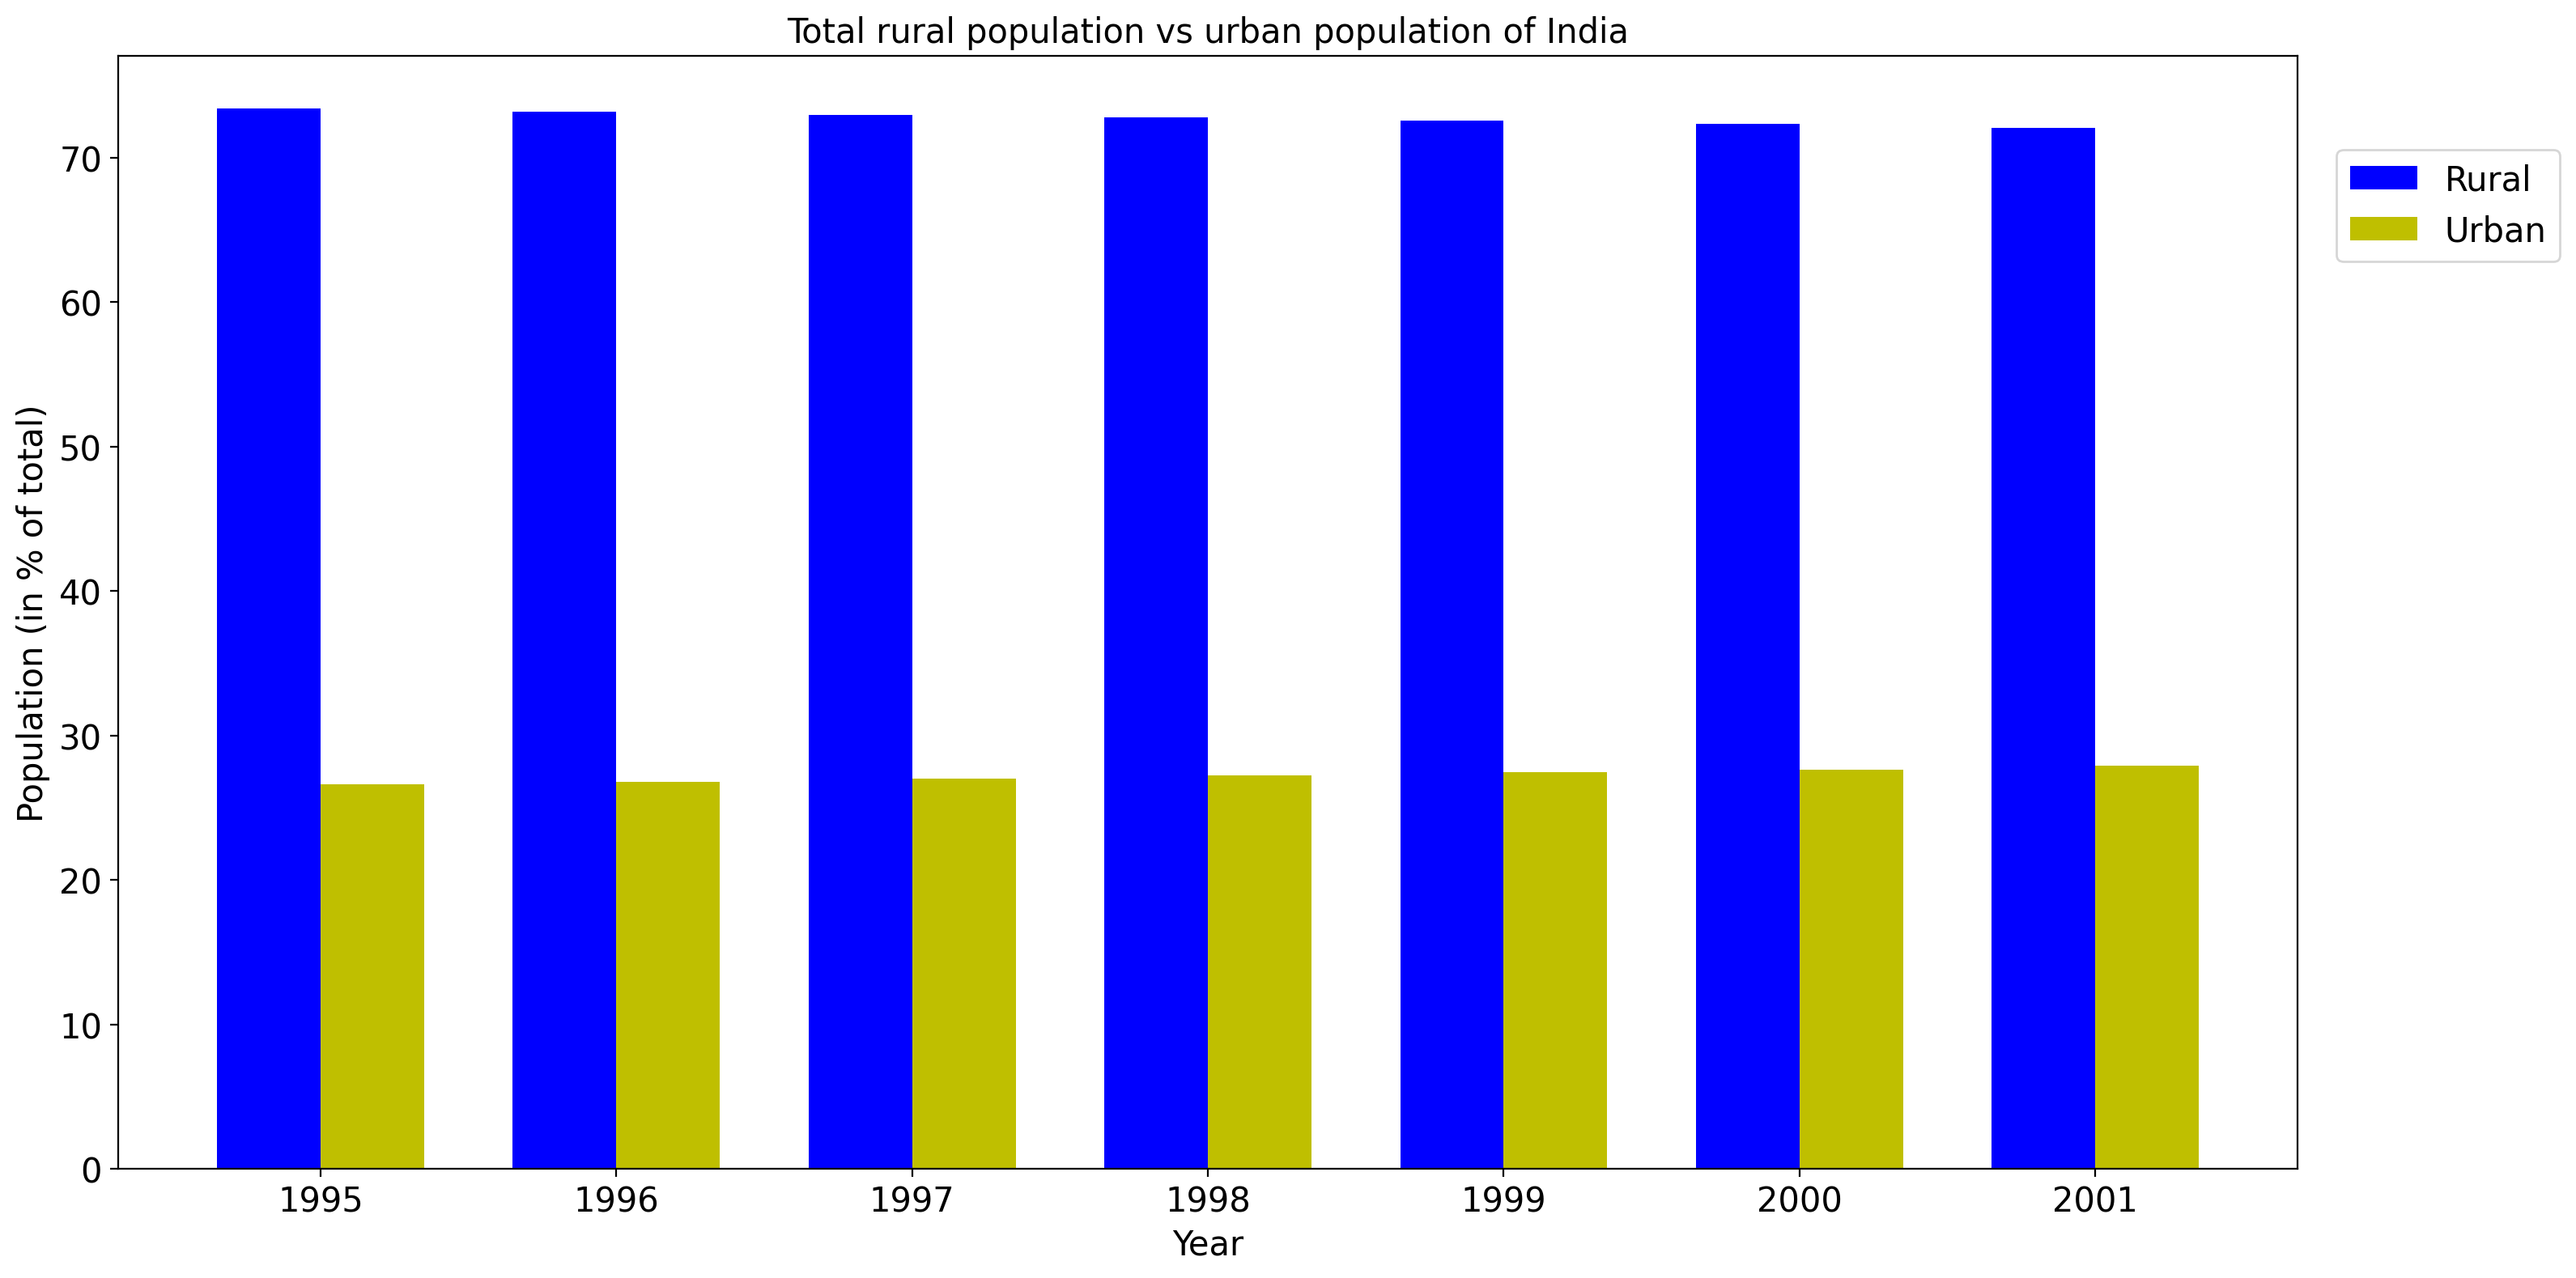 Total rural population vs urban population of India
Population (in % of total)
70
60
50
40
30
20
10
0
1995 1996 1997 1998 1999 2000 2001
Year
Rural
Urban